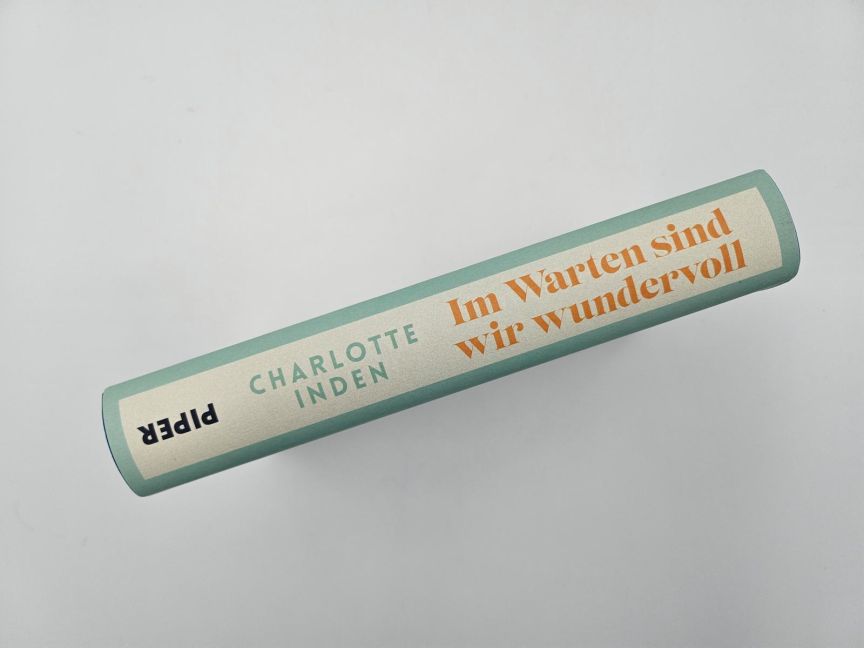 PIPER
CHARLOTTE
INDEN
Im Warten sind
wir wundervoll